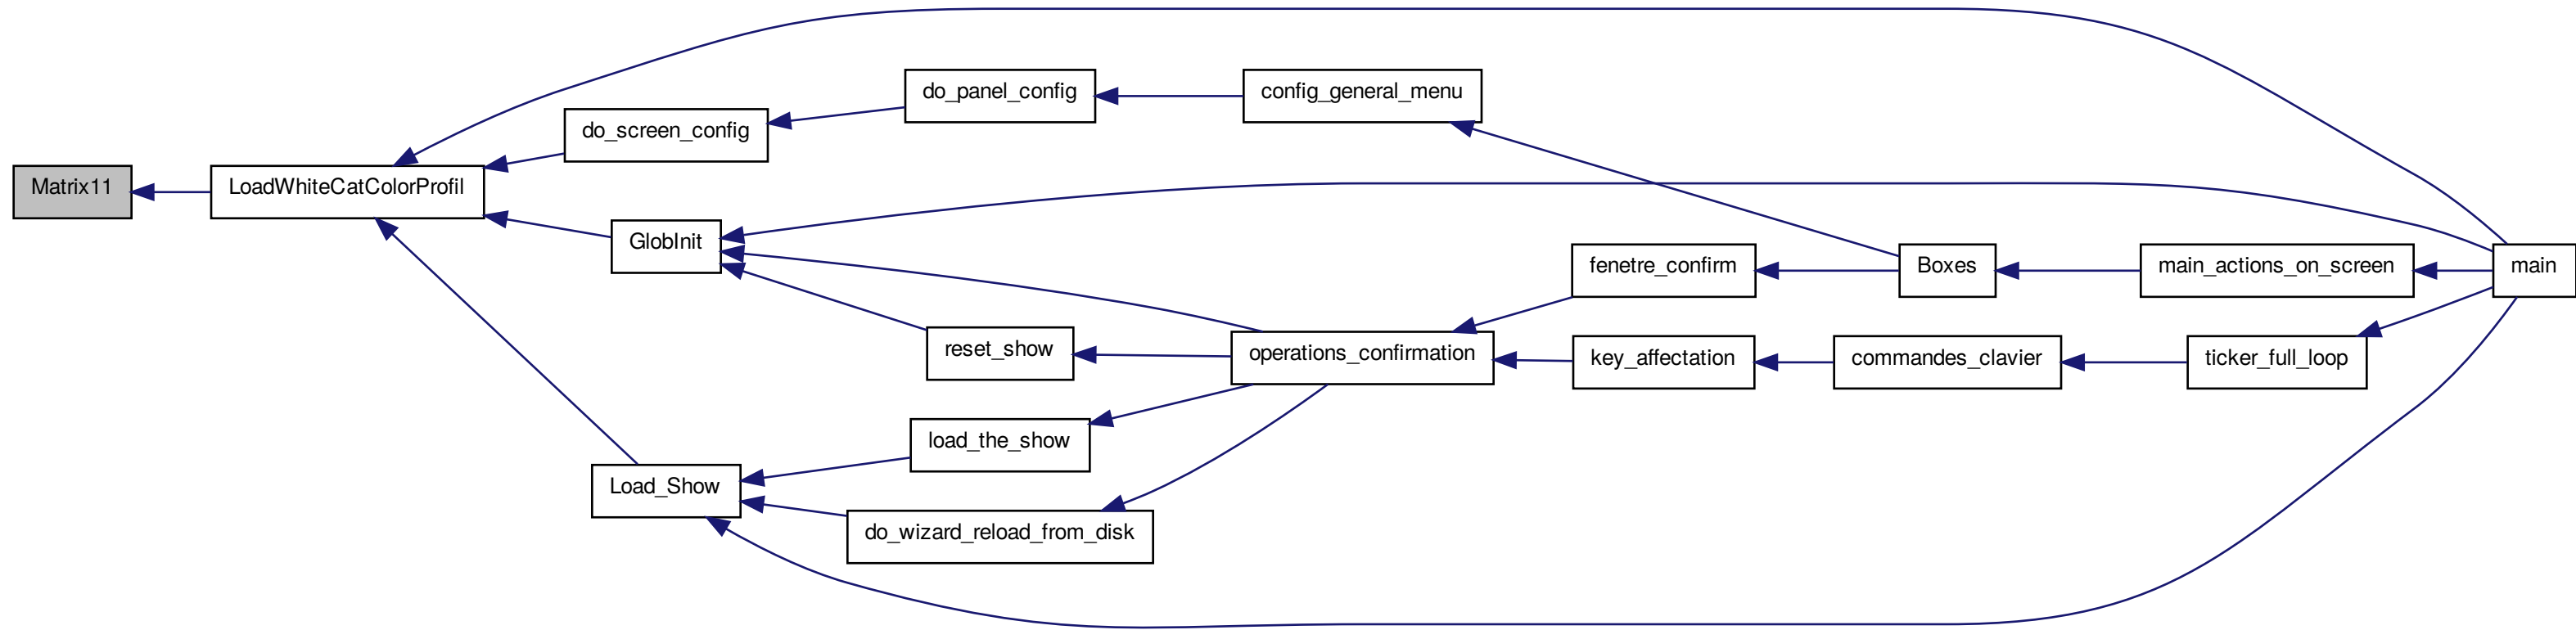 Matrix11
LoadWhiteCatColorProfil
do_screen_config
do_panel_config
config_general_menu
GlobInit
reset_show
Load_Show
load_the_show
do_wizard_reload_from_disk
operations_confirmation
fenetre_confirm
key_affectation
Boxes
commandes_clavier
main_actions_on_screen
ticker_full_loop
main